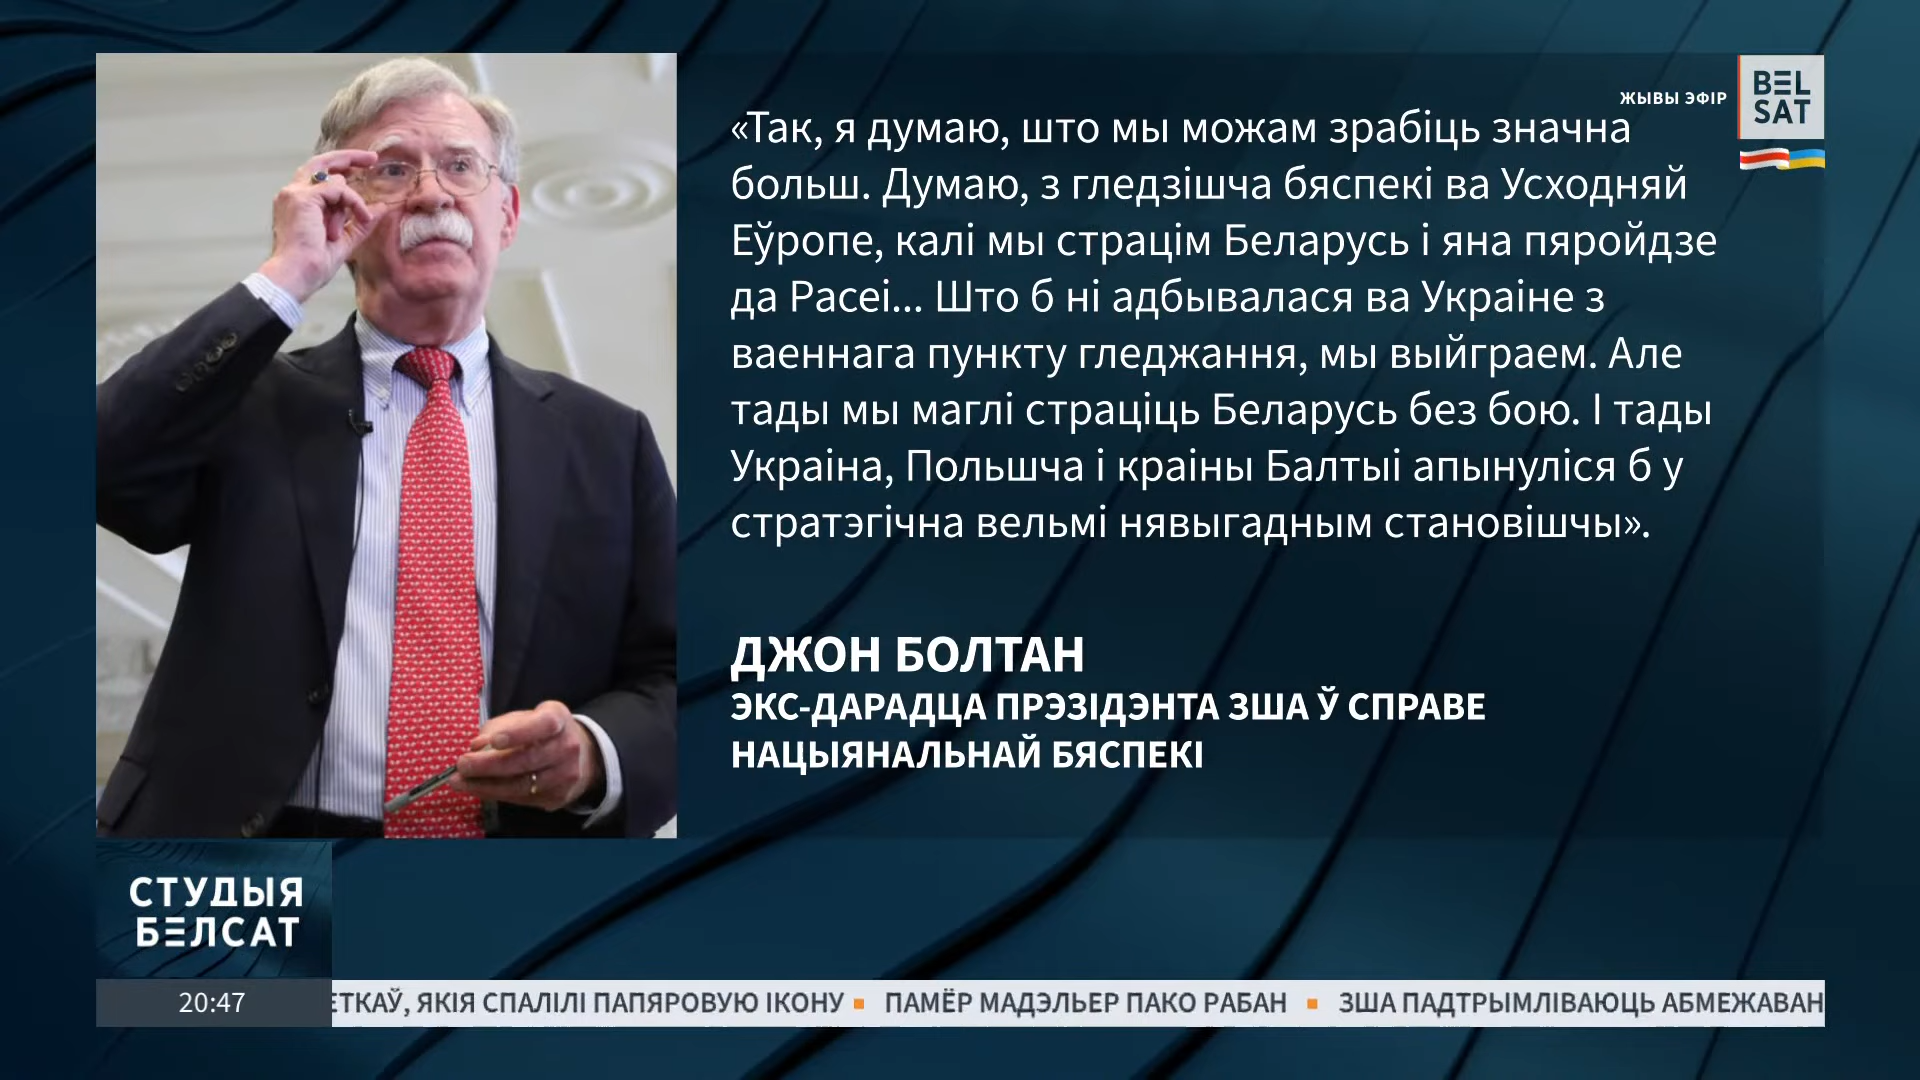 ЖЫВЫ ЭФІР
BEL
SAT
«Так, я думаю, што мы можам зрабіць значна
больш. Думаю, з гледзішча бяспекі ва Усходняй
Еўропе, калі мы страцім Беларусь і яна пяройдзе
да Расеі... Што б ні адбывалася ва Украіне з
ваеннага пункту гледжання, мы выйграем. Але
тады мы маглі страціць Беларусь без бою. І тады
Украіна, Польшча і краіны Балтыі апынуліся б у
стратэгічна вельмі нявыгадным становішчы».
ДЖОН БОЛТАН
ЭКС-ДАРАДЦА ПРЭЗІДЭНТА ЗША Ў СПРАВЕ
НАЦЫЯНАЛЬНАЙ БЯСПЕКІ
СТУДЫЯ
БЕЛСАТ
20:47 ЕТКАЎ, ЯКІЯ СПАЛІЛІ ПАПЯРОВУЮ ІКОНУ ▪ ПАМЁР МАДЭЛЬЕР ПАКО РАБАН ▪ ЗША ПАДТРЫМЛІВАЮЦЬ АБМЕЖАВАН